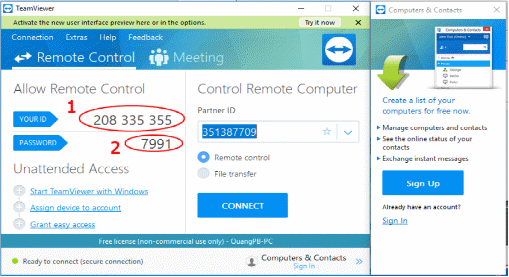 TeamViewer
Activate the new user interface preview here or in the options.
Try it now
Connection Extras Help Feedback
Remote Control
Meeting
Allow Remote Control
1
YOUR ID
208 335 355
PASSWORD
2
7991
Unattended Access
Start TeamViewer with Windows
Assign device to account
Grant easy access
Control Remote Computer
Partner ID
351387709
Remote control
File transfer
CONNECT
Free license (non-commercial use only) - QuangPB-PC
Ready to connect (secure connection)
Computers & Contacts
Sign In
Computers & Contacts
Create a list of your
computers for free now.
Manage computers and contacts
See the online status of your
contacts
Exchange instant messages
Sign Up
Already have an account?
Sign In